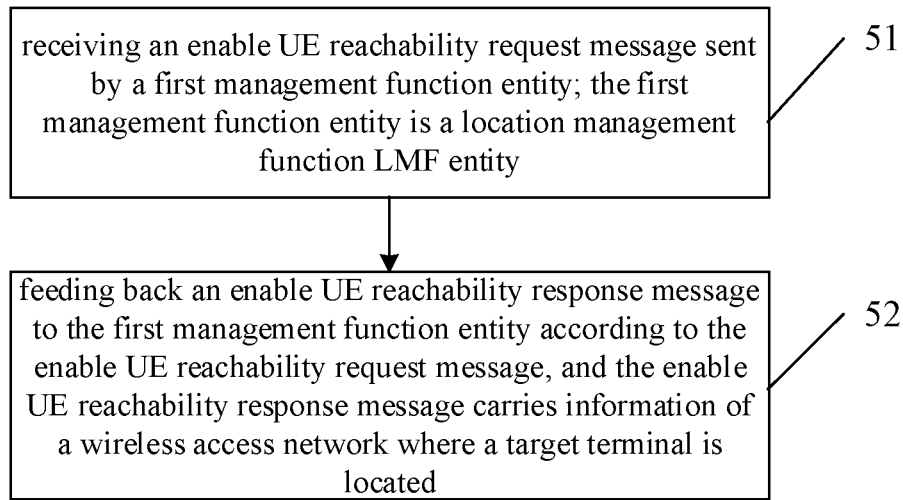 receiving an enable UE reachability request message sent
by a first management function entity; the first
management function entity is a location management
function LMF entity
51
feeding back an enable UE reachability response message
to the first management function entity according to the
enable UE reachability request message, and the enable
UE reachability response message carries information of
a wireless access network where a target terminal is
located
52